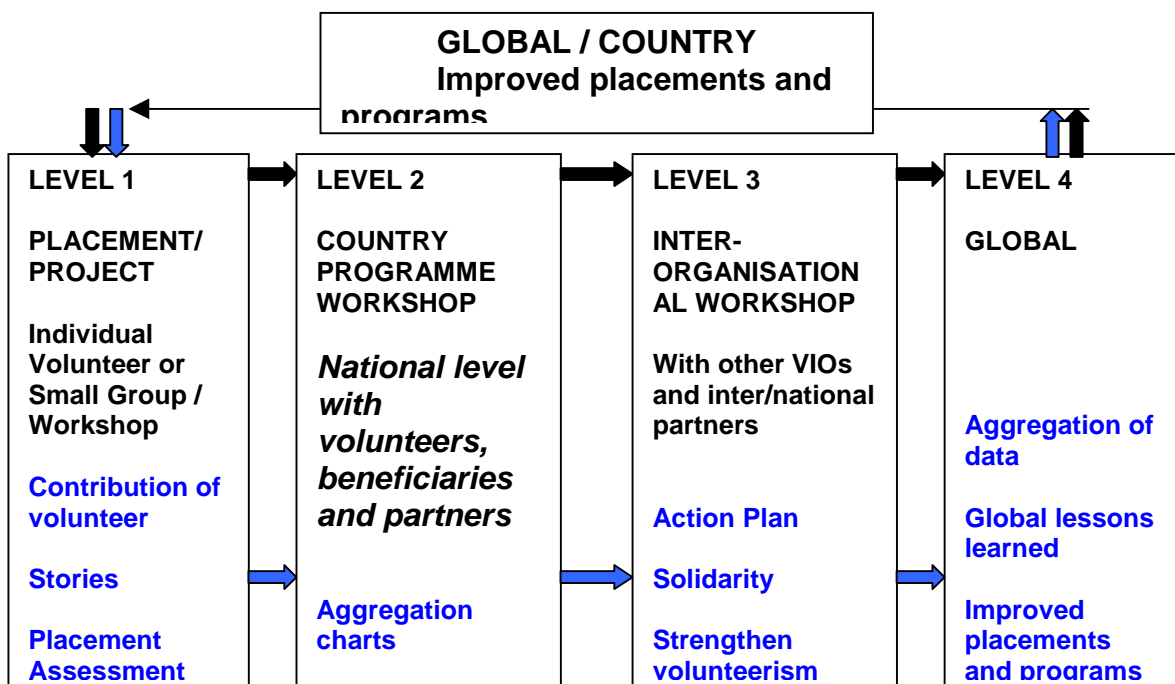 GLOBAL / COUNTRY
Improved placements and
programs
LEVEL 1
PLACEMENT/
PROJECT
Individual
Volunteer or
Small Group /
Workshop
Contribution of
volunteer
Stories
Placement
Assessment
LEVEL 2
COUNTRY
PROGRAMME
WORKSHOP
National level
with
volunteers,
beneficiaries
and partners
Aggregation
charts
LEVEL 3
INTER-
ORGANISATION
AL WORKSHOP
With other VIOs
and inter/national
partners
Action Plan
Solidarity
Strengthen
volunteerism
LEVEL 4
GLOBAL
Aggregation of
data
Global lessons
learned
Improved
placements
and programs